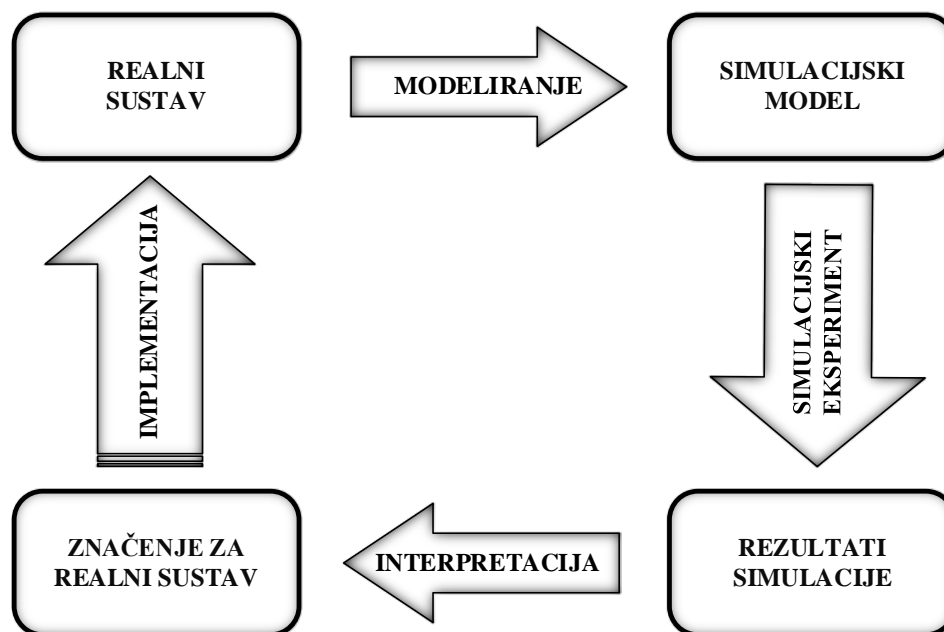 REALNI
SUSTAV
MODELIRANJE
SIMULACIJSKI
MODEL
IMPLEMENTACIJA
SIMULACIJSKI
EKSPERIMENT
ZNAČENJE ZA
REALNI SUSTAV
INTERPRETACIJA
REZULTATI
SIMULACIJE